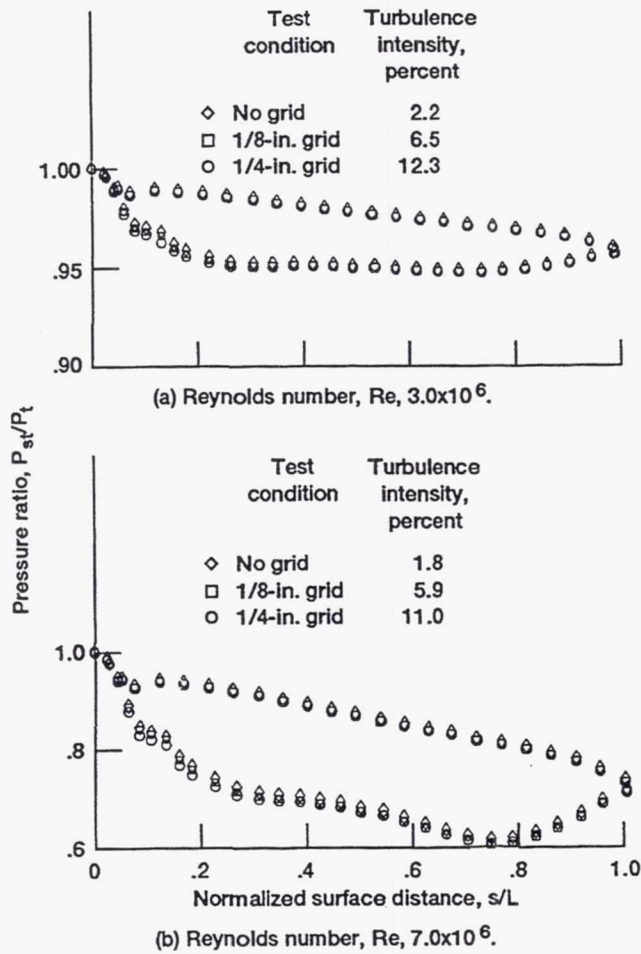 Test Turbulence
condition intensity,
percent
◇ No grid 2.2
□ 1/8-in. grid 6.5
○ 1/4-in. grid 12.3
1.00
.95
.90
(a) Reynolds number, Re, 3.0x10⁶.
Pressure ratio, Pₛₜ/Pₜ
Test Turbulence
condition intensity,
percent
◇ No grid 1.8
□ 1/8-in. grid 5.9
○ 1/4-in. grid 11.0
1.0
.8
.6
0 .2 .4 .6 .8 1.0
Normalized surface distance, s/L
(b) Reynolds number, Re, 7.0x10⁶.